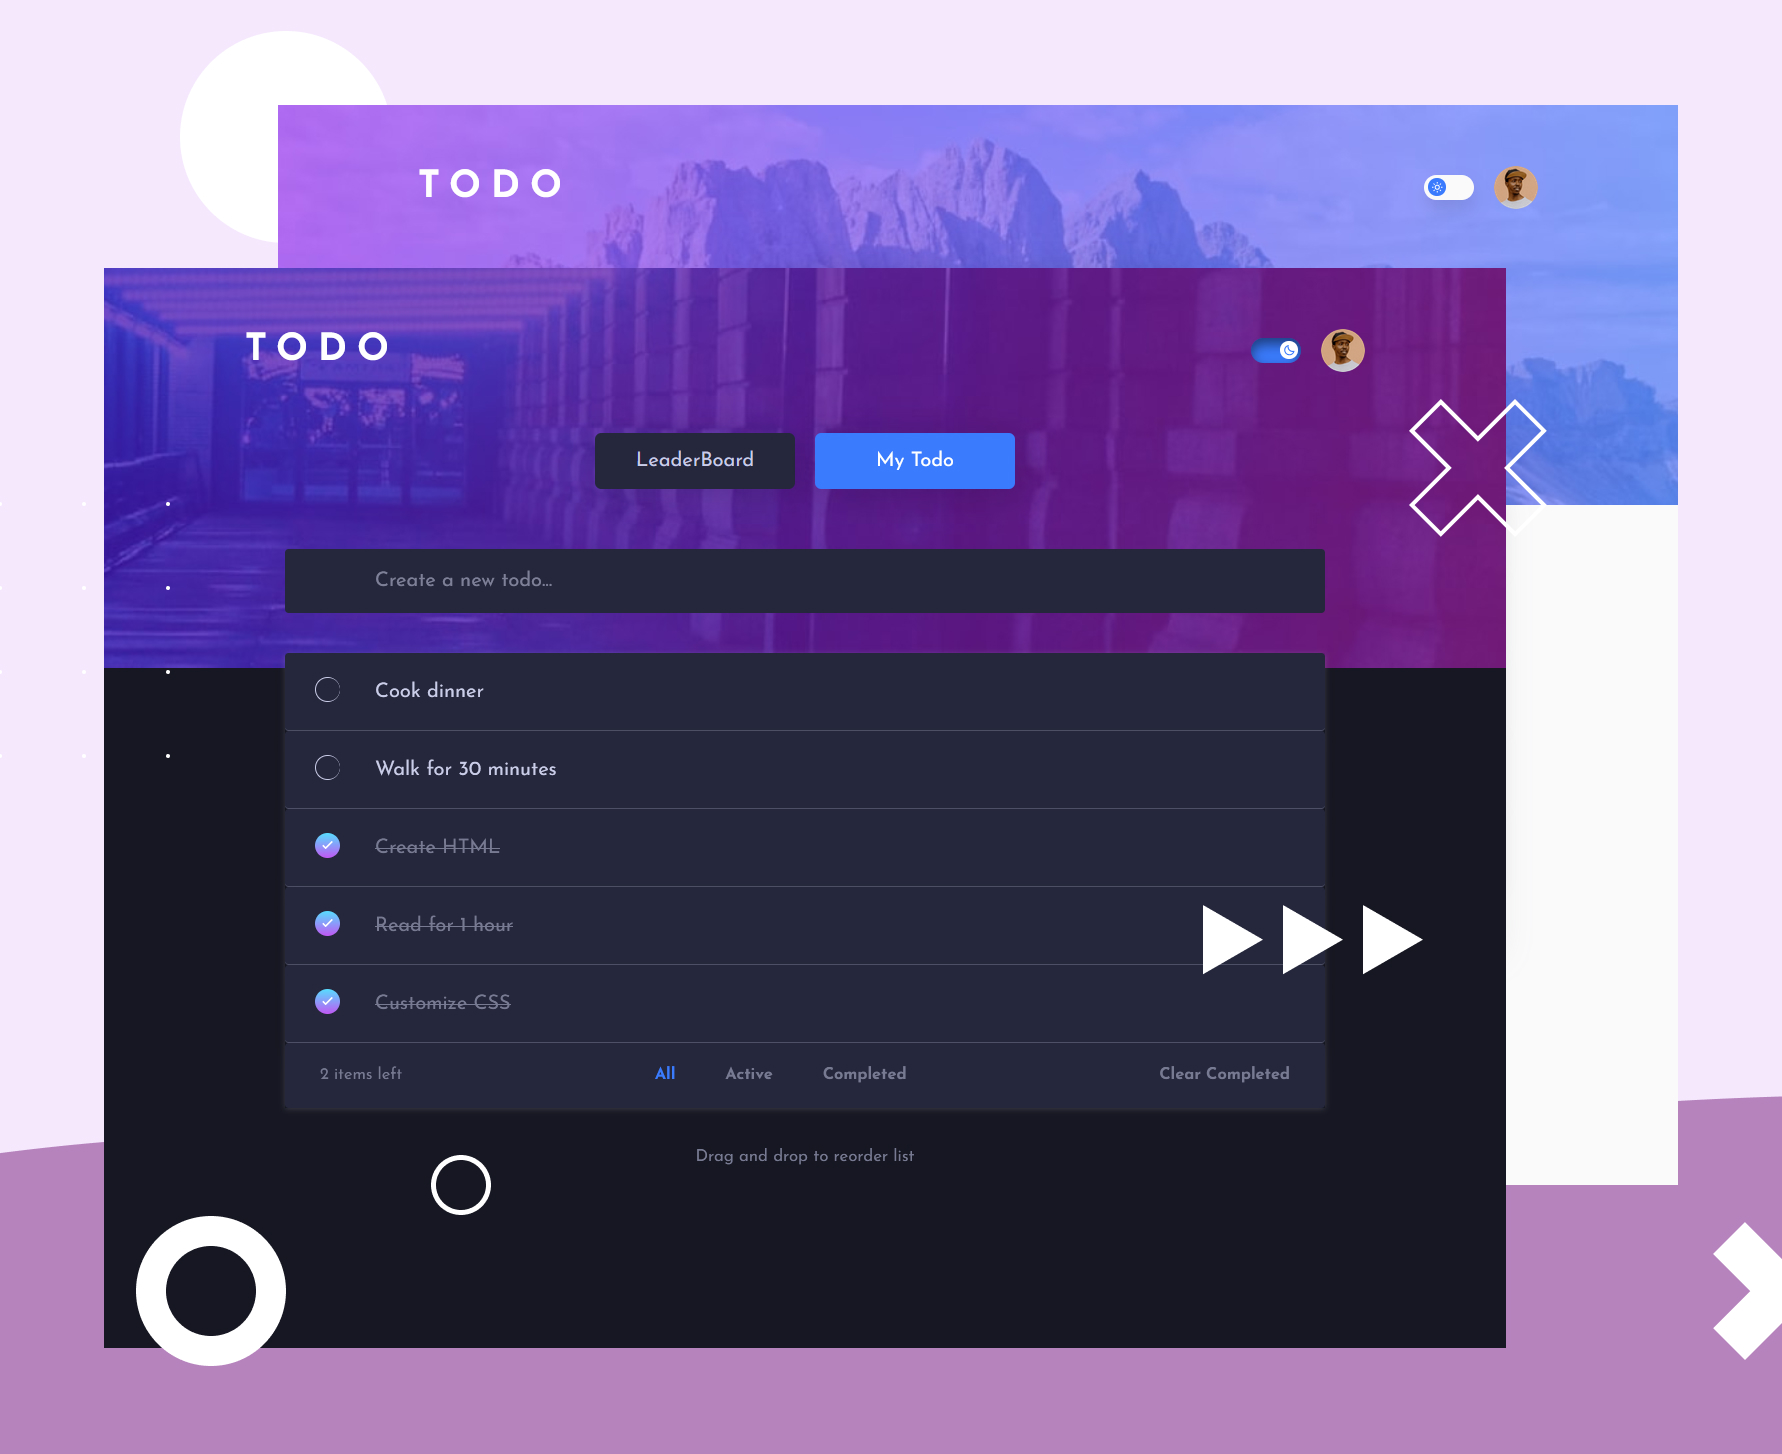 TODO
TODO
LeaderBoard
My Todo
Create a new todo...
Cook dinner
Walk for 30 minutes
Create HTML
Read for 1 hour
Customize CSS
2 items left
All
Active
Completed
Clear Completed
Drag and drop to reorder list